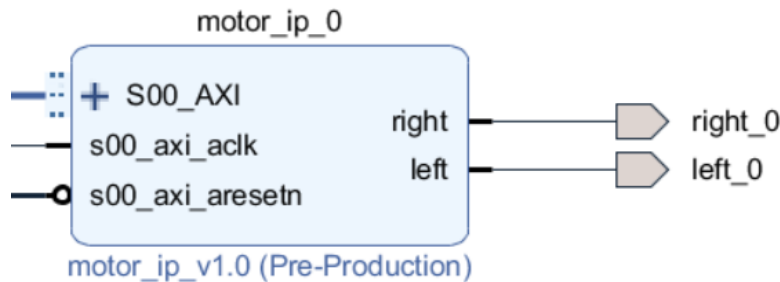 motor_ip_0
S00_AXI
s00_axi_aclk
s00_axi_aresetn
right
left
right_0
left_0
motor_ip_v1.0 (Pre-Production)